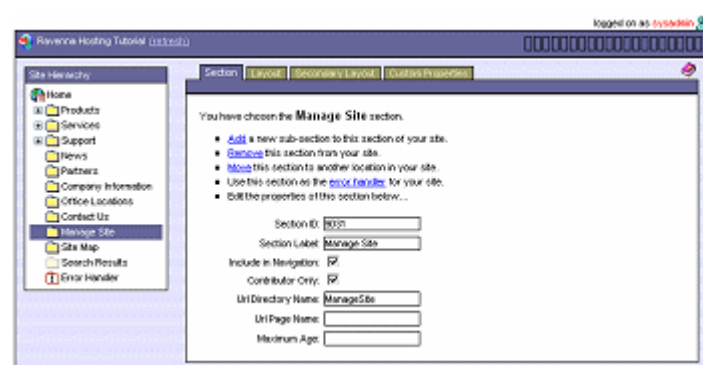 logged on as sysadmin
Ravenna Hosting Tutorial (refresh)
Site Hierarchy
Home
Products
Services
Support
News
Partners
Company Information
Office Locations
Contact Us
Manage Site
Site Map
Search Results
Error Handler
Section Layout Secondary Layout Custom Properties
You have chosen the Manage Site section.
Add a new sub-section to this section of your site.
Remove this section from your site.
Move this section to another location in your site.
Use this section as the error handler for your site.
Edit the properties of this section below...
Section ID: 9031
Section Label: Manage Site
Include in Navigation:
Contributor Only:
Url Directory Name: ManageSite
Url Page Name:
Maximum Age: